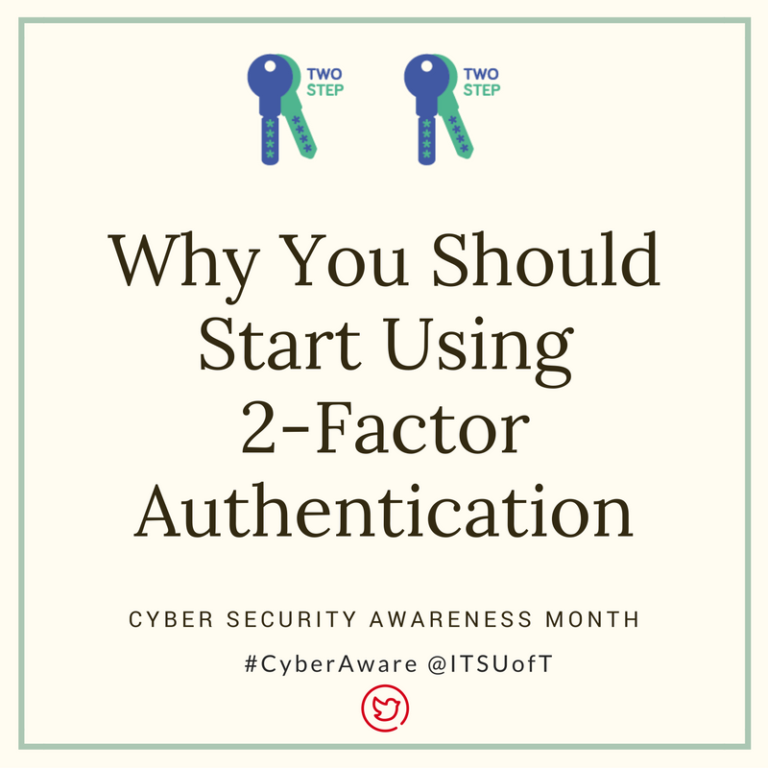 TWO
STEP
TWO
STEP
Why You Should
Start Using
2-Factor
Authentication
CYBER SECURITY AWARENESS MONTH
#CyberAware @ITSUofT